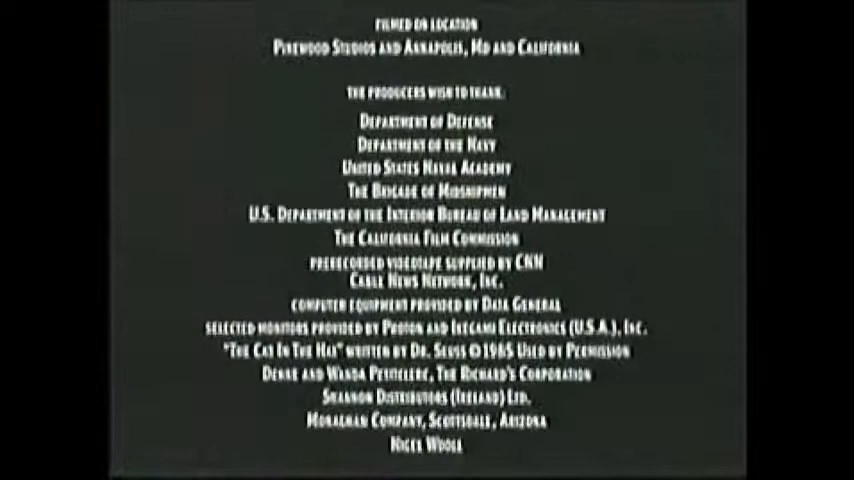 FILMED ON LOCATION
PINEWOOD STUDIOS AND ANNAPOLIS, MD AND CALIFORNIA
THE PRODUCERS WISH TO THANK
DEPARTMENT OF DEFENSE
DEPARTMENT OF THE NAVY
UNITED STATES NAVAL ACADEMY
THE BRIGADE OF MIDSHIPMEN
U.S. DEPARTMENT OF THE INTERIOR BUREAU OF LAND MANAGEMENT
THE CALIFORNIA FILM COMMISSION
PRERECORDED VIDEOTAPE SUPPLIED BY CNN
CABLE NEWS NETWORK, INC.
COMPUTER EQUIPMENT PROVIDED BY DATA GENERAL
SELECTED MONITORS PROVIDED BY PROTON AND IKEGAMI ELECTRONICS (U.S.A.), INC.
"THE CAT IN THE HAT" WRITTEN BY DR. SEUSS ©1985 USED BY PERMISSION
DENNE AND WANDA PETITCLERC, THE RICHARD'S CORPORATION
SHANNON DISTRIBUTORS (IRELAND) LTD.
MONAGHAN COMPANY, SCOTTSDALE, ARIZONA
NIGEL WOOLL